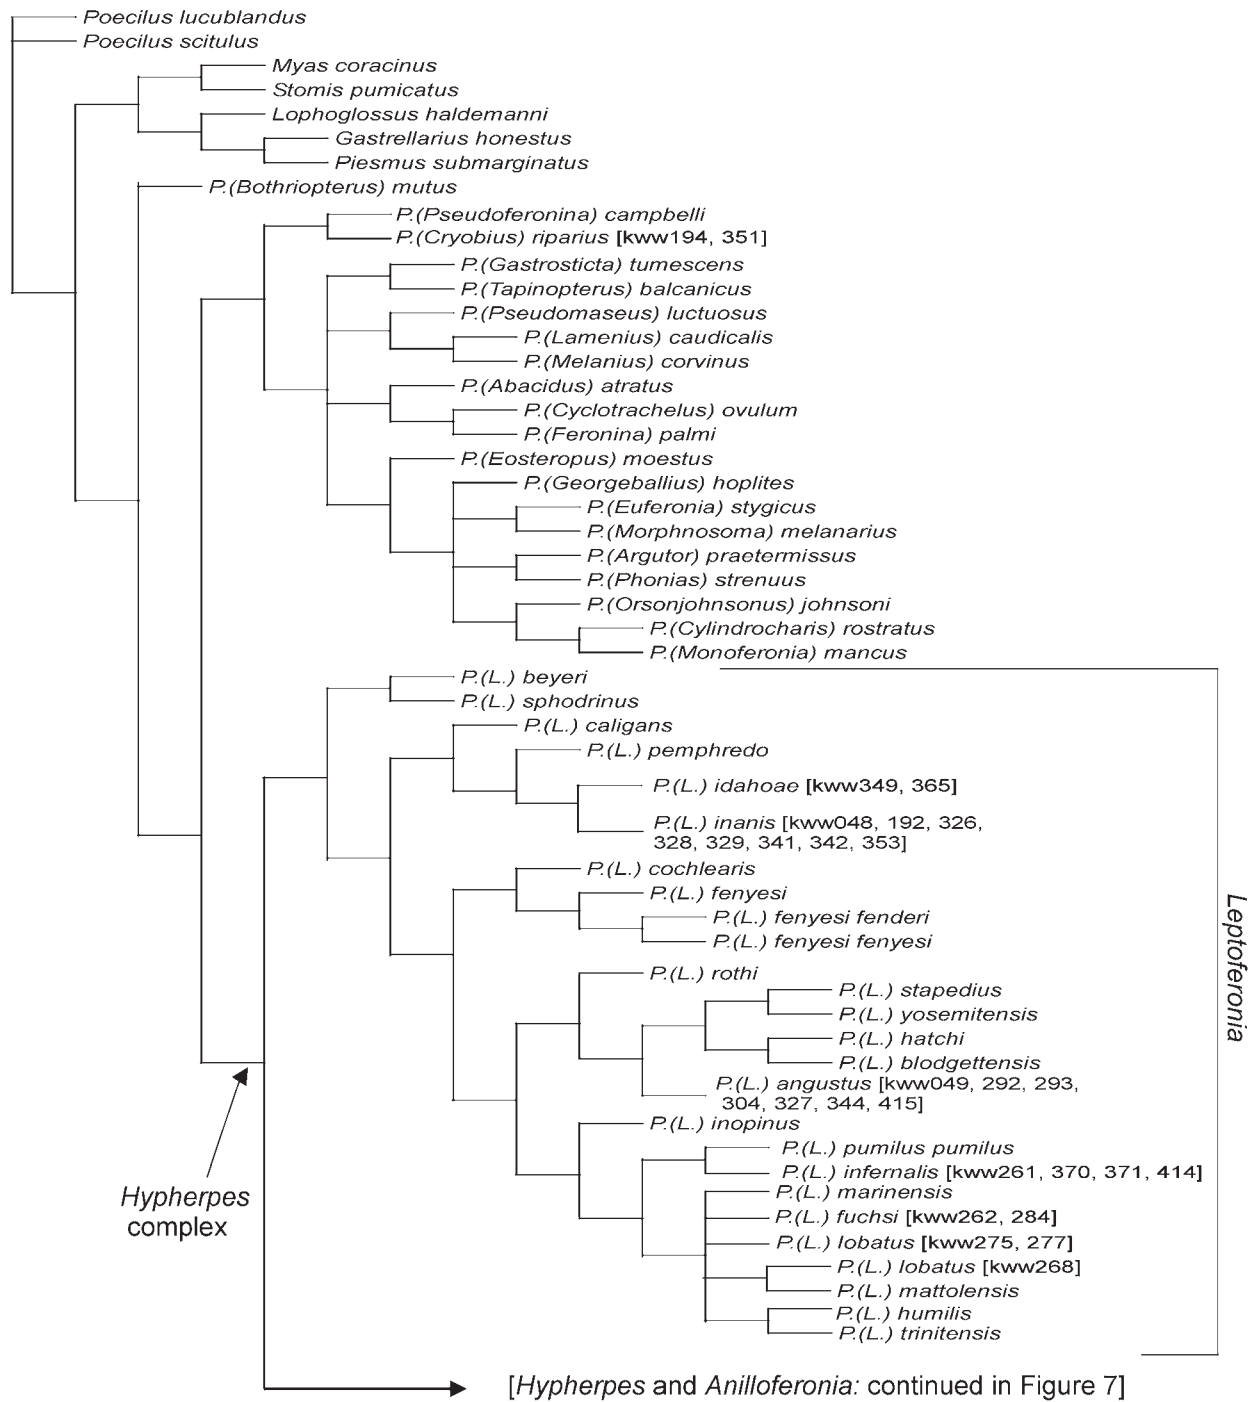 Poecilus lucublandus
Poecilus scitulus
Myas coracinus
Stomis pumicatus
Lophoglossus haldemanni
Gastrellarius honestus
Piesmus submarginatus
P.(Bothriopterus) mutus
P.(Pseudoferonina) campbelli
P.(Cryobius) riparius [kww194, 351]
P.(Gastrosticta) tumescens
P.(Tapinopterus) balcanicus
P.(Pseudomaseus) luctuosus
P.(Lamenius) caudicalis
P.(Melanius) corvinus
P.(Abacidus) atratus
P.(Cyclotrachelus) ovulum
P.(Feronina) palmi
P.(Eosteropus) moestus
P.(Georgeballius) hoplites
P.(Euferonia) stygicus
P.(Morphnosoma) melanarius
P.(Argutor) praetermissus
P.(Phonias) strenuus
P.(Orsonjohnsonus) johnsoni
P.(Cylindrocharis) rostratus
P.(Monoferonia) mancus
P.(L.) beyeri
P.(L.) sphodrinus
P.(L.) caligans
P.(L.) pemphredo
P.(L.) idahoae [kww349, 365]
P.(L.) inanis [kww048, 192, 326,
328, 329, 341, 342, 353]
P.(L.) cochlearis
P.(L.) fenyesi
P.(L.) fenyesi fenderi
P.(L.) fenyesi fenyesi
P.(L.) rothi
P.(L.) stapedius
P.(L.) yosemitensis
P.(L.) hatchi
P.(L.) blodgettensis
P.(L.) angustus [kww049, 292, 293,
304, 327, 344, 415]
P.(L.) inopinus
P.(L.) pumilus pumilus
P.(L.) infernalis [kww261, 370, 371, 414]
P.(L.) marinensis
P.(L.) fuchsi [kww262, 284]
P.(L.) lobatus [kww275, 277]
P.(L.) lobatus [kww268]
P.(L.) mattolensis
P.(L.) humilis
P.(L.) trinitensis
Leptoferonia
Hypherpes
complex
[Hypherpes and Anilloferonia: continued in Figure 7]